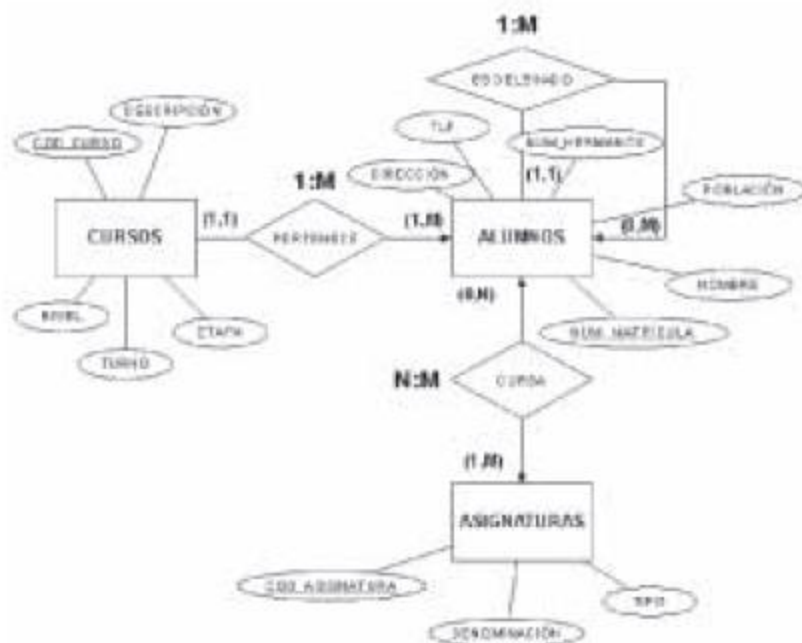 1:M
ES DELEGADO
DESCRIPCIÓN
TLF
COD_CURSO
NUM_HERMANOS
DIRECCIÓN
1:M
(1,1)
POBLACIÓN
(1,1)
(1,M)
CURSOS
PERTENECE
ALUMNOS
(0,M)
NOMBRE
(0,N)
NIVEL
ETAPA
NUM_MATRICULA
TURNO
N:M
CURSA
(1,M)
ASIGNATURAS
COD_ASIGNATURA
TIPO
DENOMINACIÓN